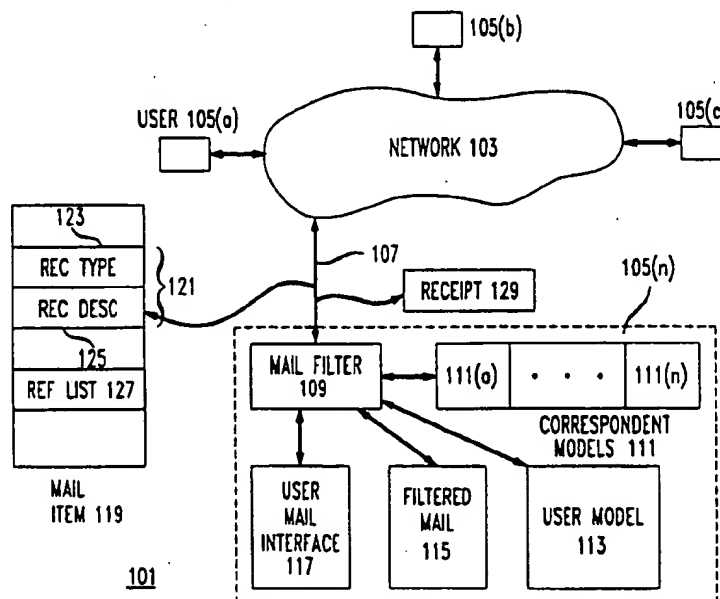 105(b)
USER 105(a)
105(c
NETWORK 103
123
REC TYPE
REC DESC
121
125
REF LIST 127
MAIL
ITEM 119
107
RECEIPT 129
105(n)
MAIL FILTER
109
111(a) • • • 111(n)
CORRESPONDENT
MODELS 111
USER
MAIL
INTERFACE
117
FILTERED
MAIL
115
USER MODEL
113
101